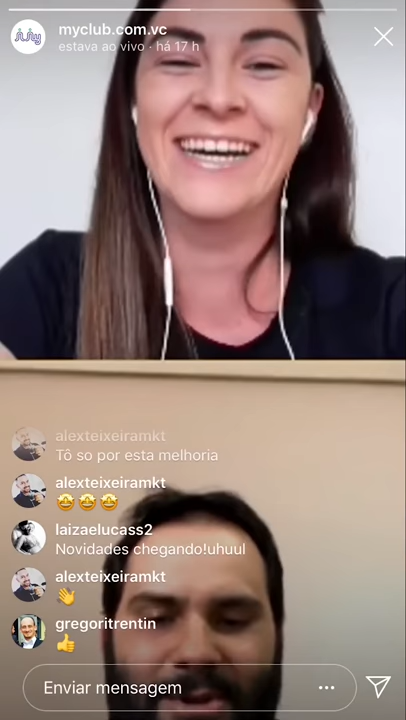 myclub.com.vc
estava ao vivo · há 17 h
alexteixeiramkt
Tô so por esta melhoria
alexteixeiramkt
🤩🤩🤩
laizaelucass2
Novidades chegando!uhuul
alexteixeiramkt
👋
gregoritrentin
👍
Enviar mensagem